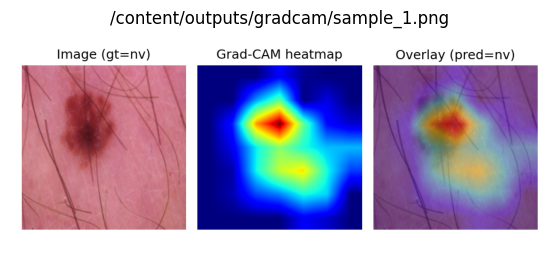 /content/outputs/gradcam/sample_1.png
Image (gt=nv)
Grad-CAM heatmap
Overlay (pred=nv)